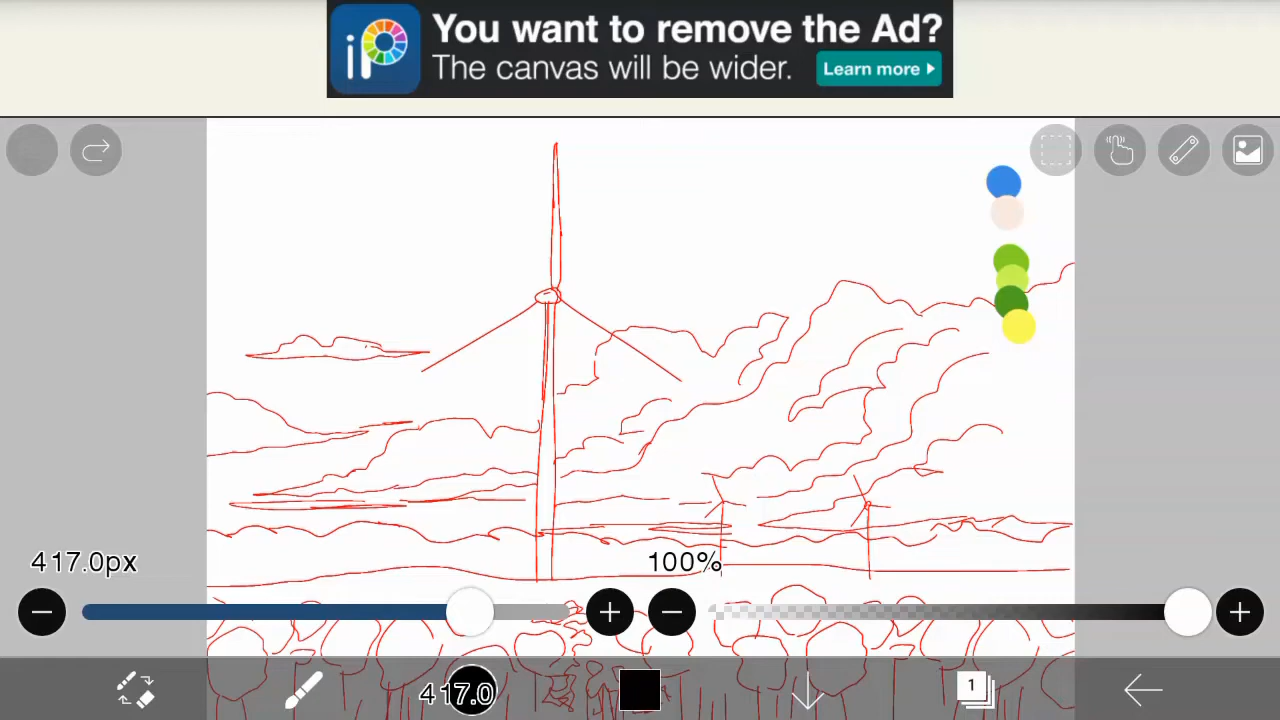 iP
You want to remove the Ad?
The canvas will be wider.
Learn more
417.0px
100%
417.0
1